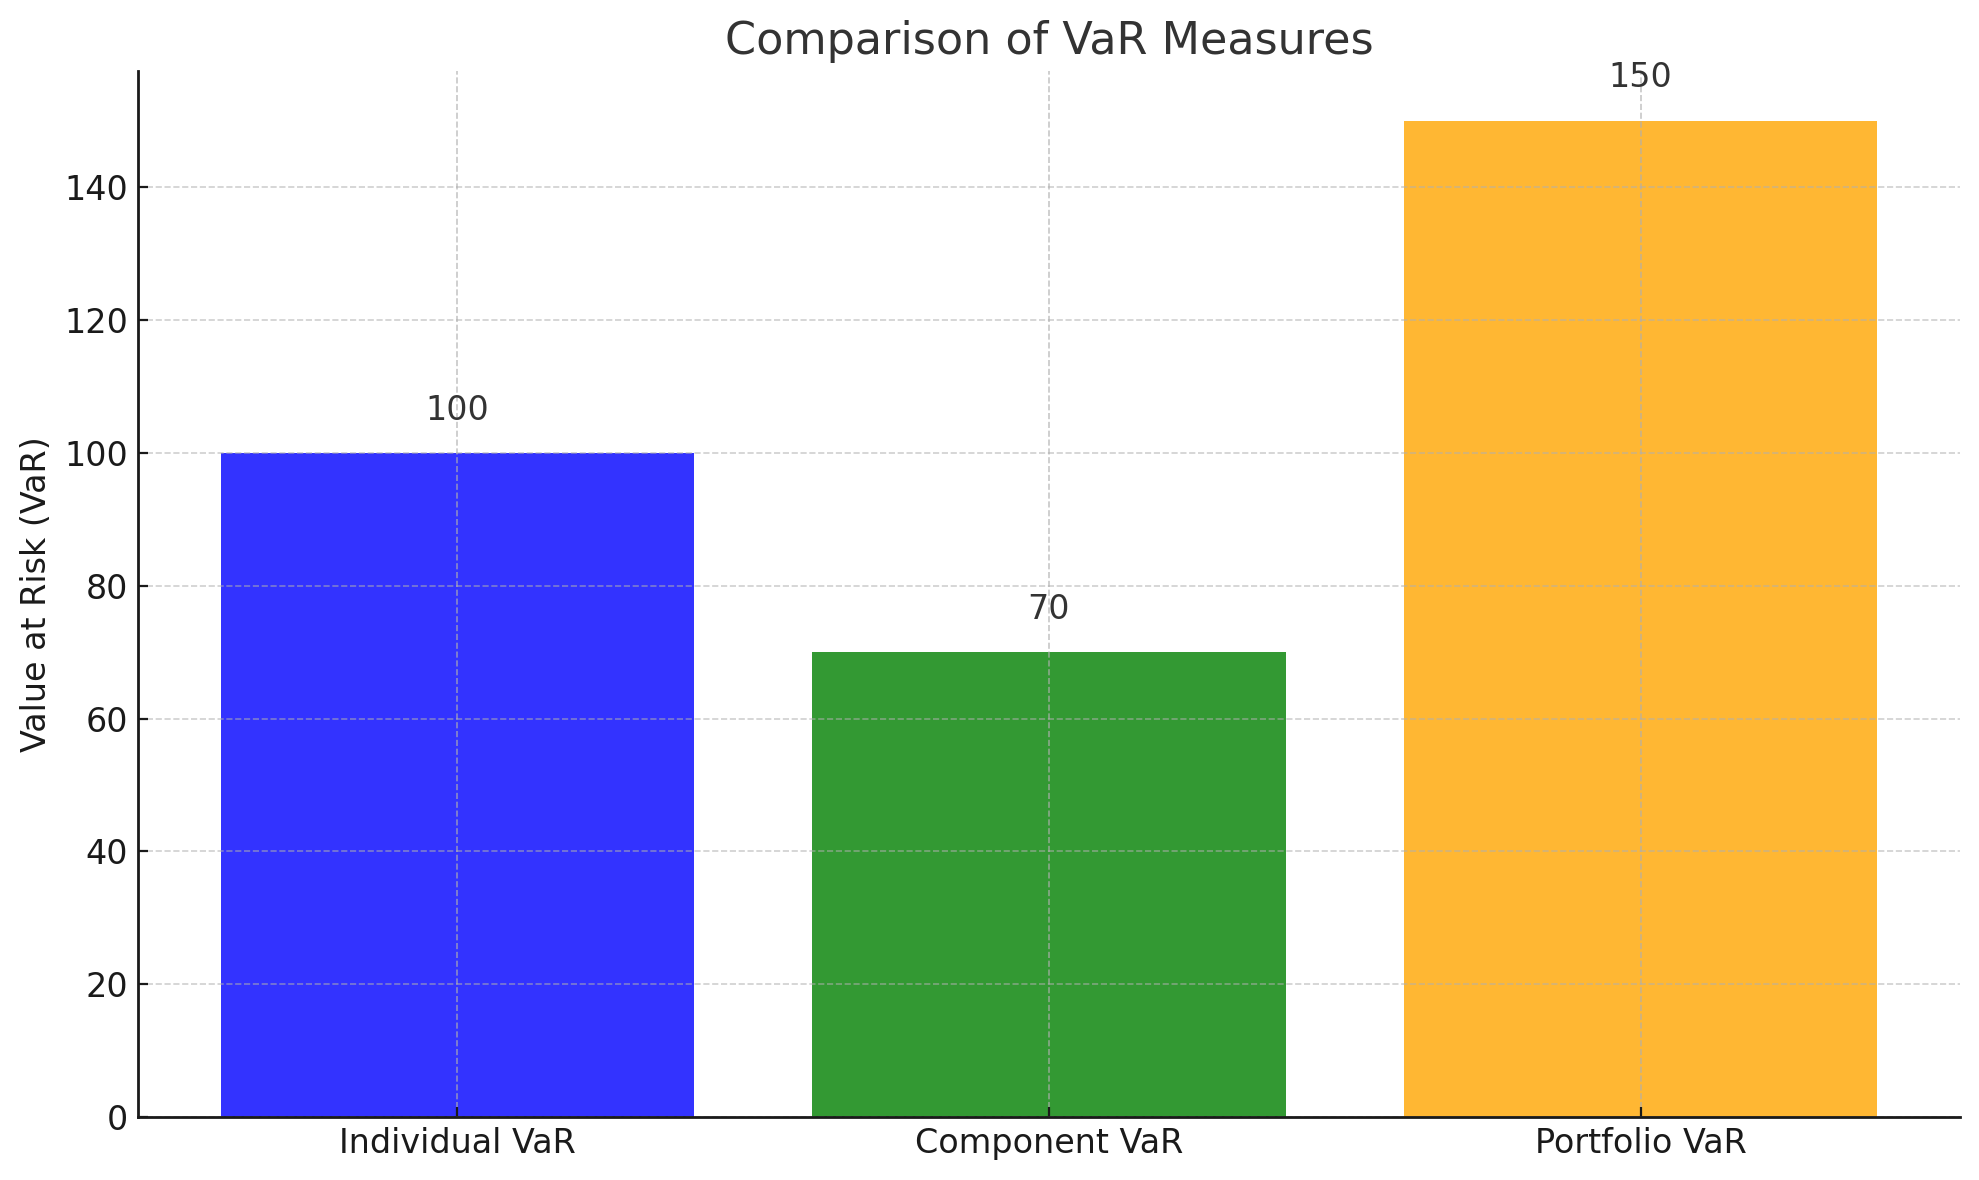 Comparison of VaR Measures
150
140
120
100
100
80
70
60
40
20
0
Value at Risk (VaR)
Individual VaR
Component VaR
Portfolio VaR